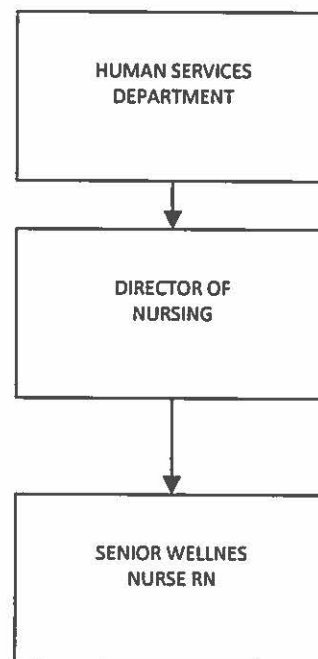 HUMAN SERVICES
DEPARTMENT
DIRECTOR OF
NURSING
SENIOR WELLNES
NURSE RN